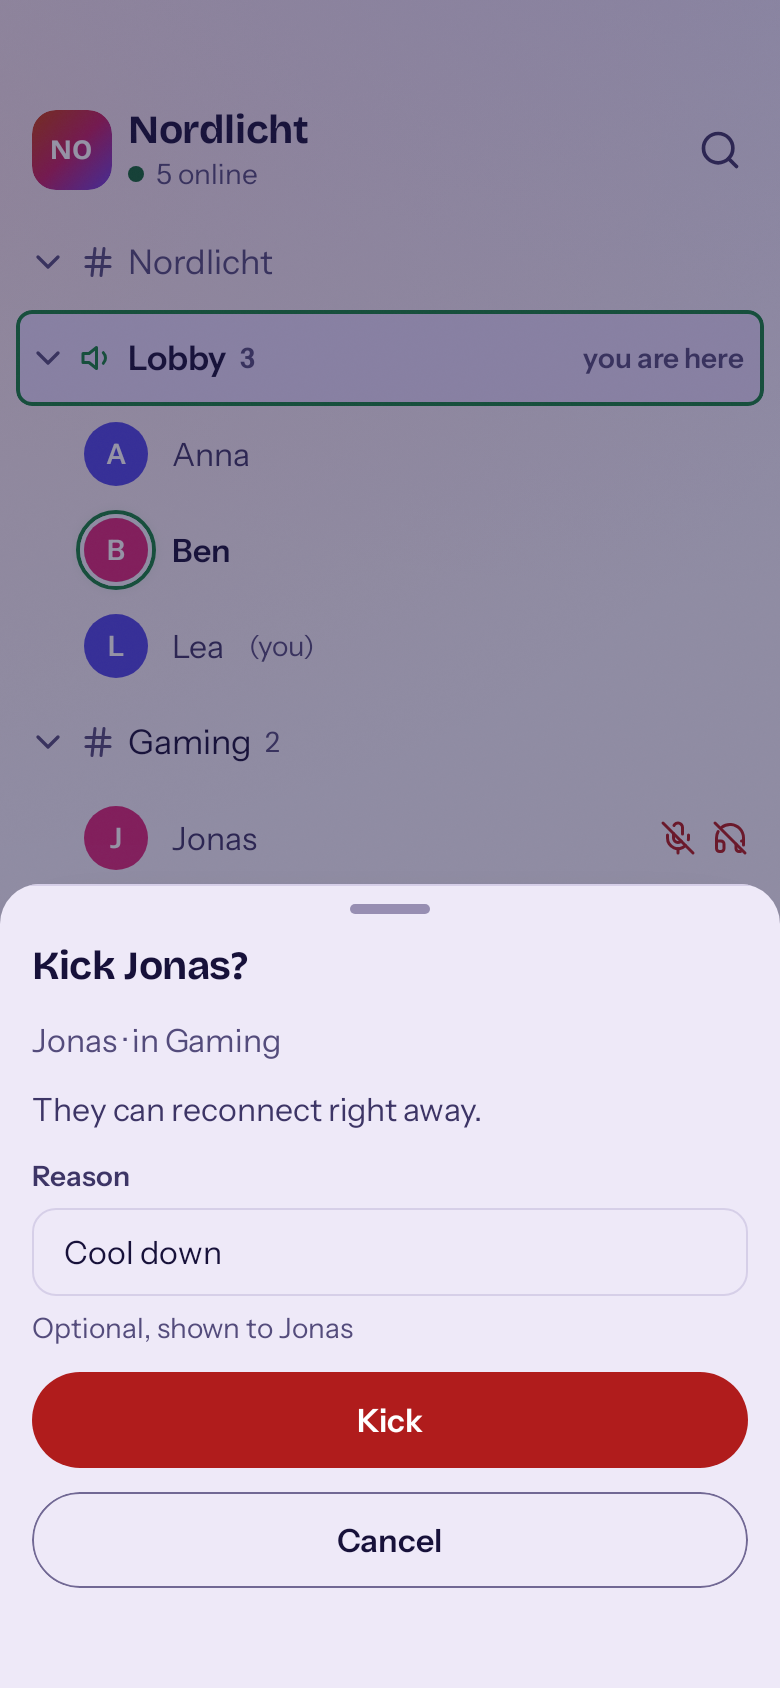 NO
Nordlicht
5 online
# Nordlicht
Lobby 3 you are here
A Anna
B Ben
L Lea (you)
# Gaming 2
J Jonas
Kick Jonas?
Jonas · in Gaming
They can reconnect right away.
Reason
Cool down
Optional, shown to Jonas
Kick
Cancel